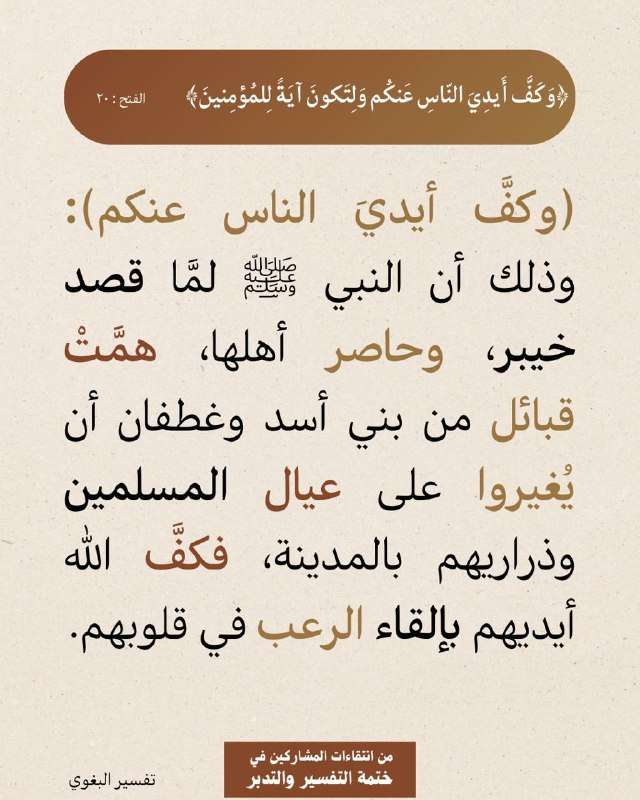 ﴿وَكَفَّ أَيدِيَ النّاسِ عَنكُم وَلِتَكونَ آيَةً لِلمُؤمِنينَ﴾ الفتح : ٢٠
(وكفَّ أيديَ الناس عنكم):
وذلك أن النبي ﷺ لمَّا قصد
خيبر، وحاصر أهلها، همَّتْ
قبائل من بني أسد وغطفان أن
يُغيروا على عيال المسلمين
وذراريهم بالمدينة، فكفَّ الله
أيديهم بإلقاء الرعب في قلوبهم.
من انتقاءات المشاركين في
ختمة التفسير والتدبر
تفسير البغوي